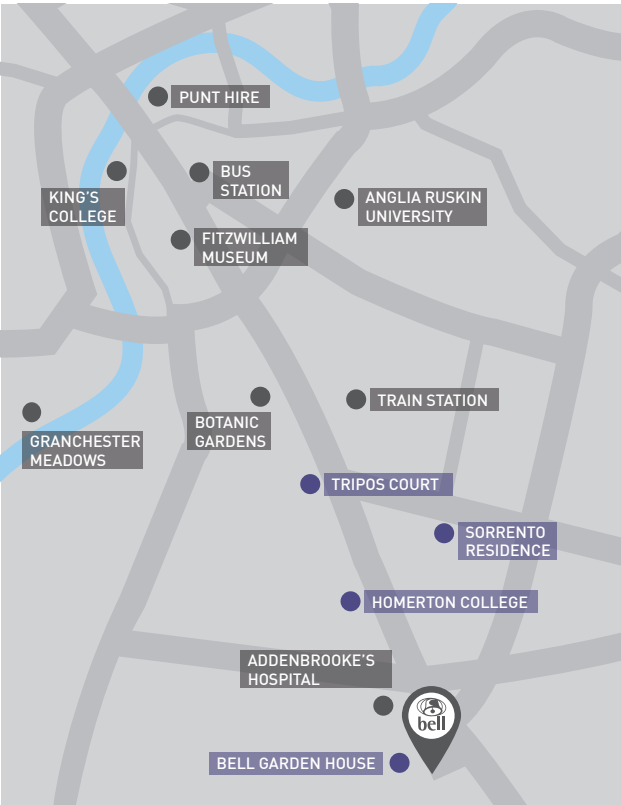 PUNT HIRE
BUS
STATION
KING'S
COLLEGE
ANGLIA RUSKIN
UNIVERSITY
FITZWILLIAM
MUSEUM
TRAIN STATION
BOTANIC
GARDENS
GRANCHESTER
MEADOWS
TRIPOS COURT
SORRENTO
RESIDENCE
HOMERTON COLLEGE
ADDENBROOKE'S
HOSPITAL
bell
BELL GARDEN HOUSE